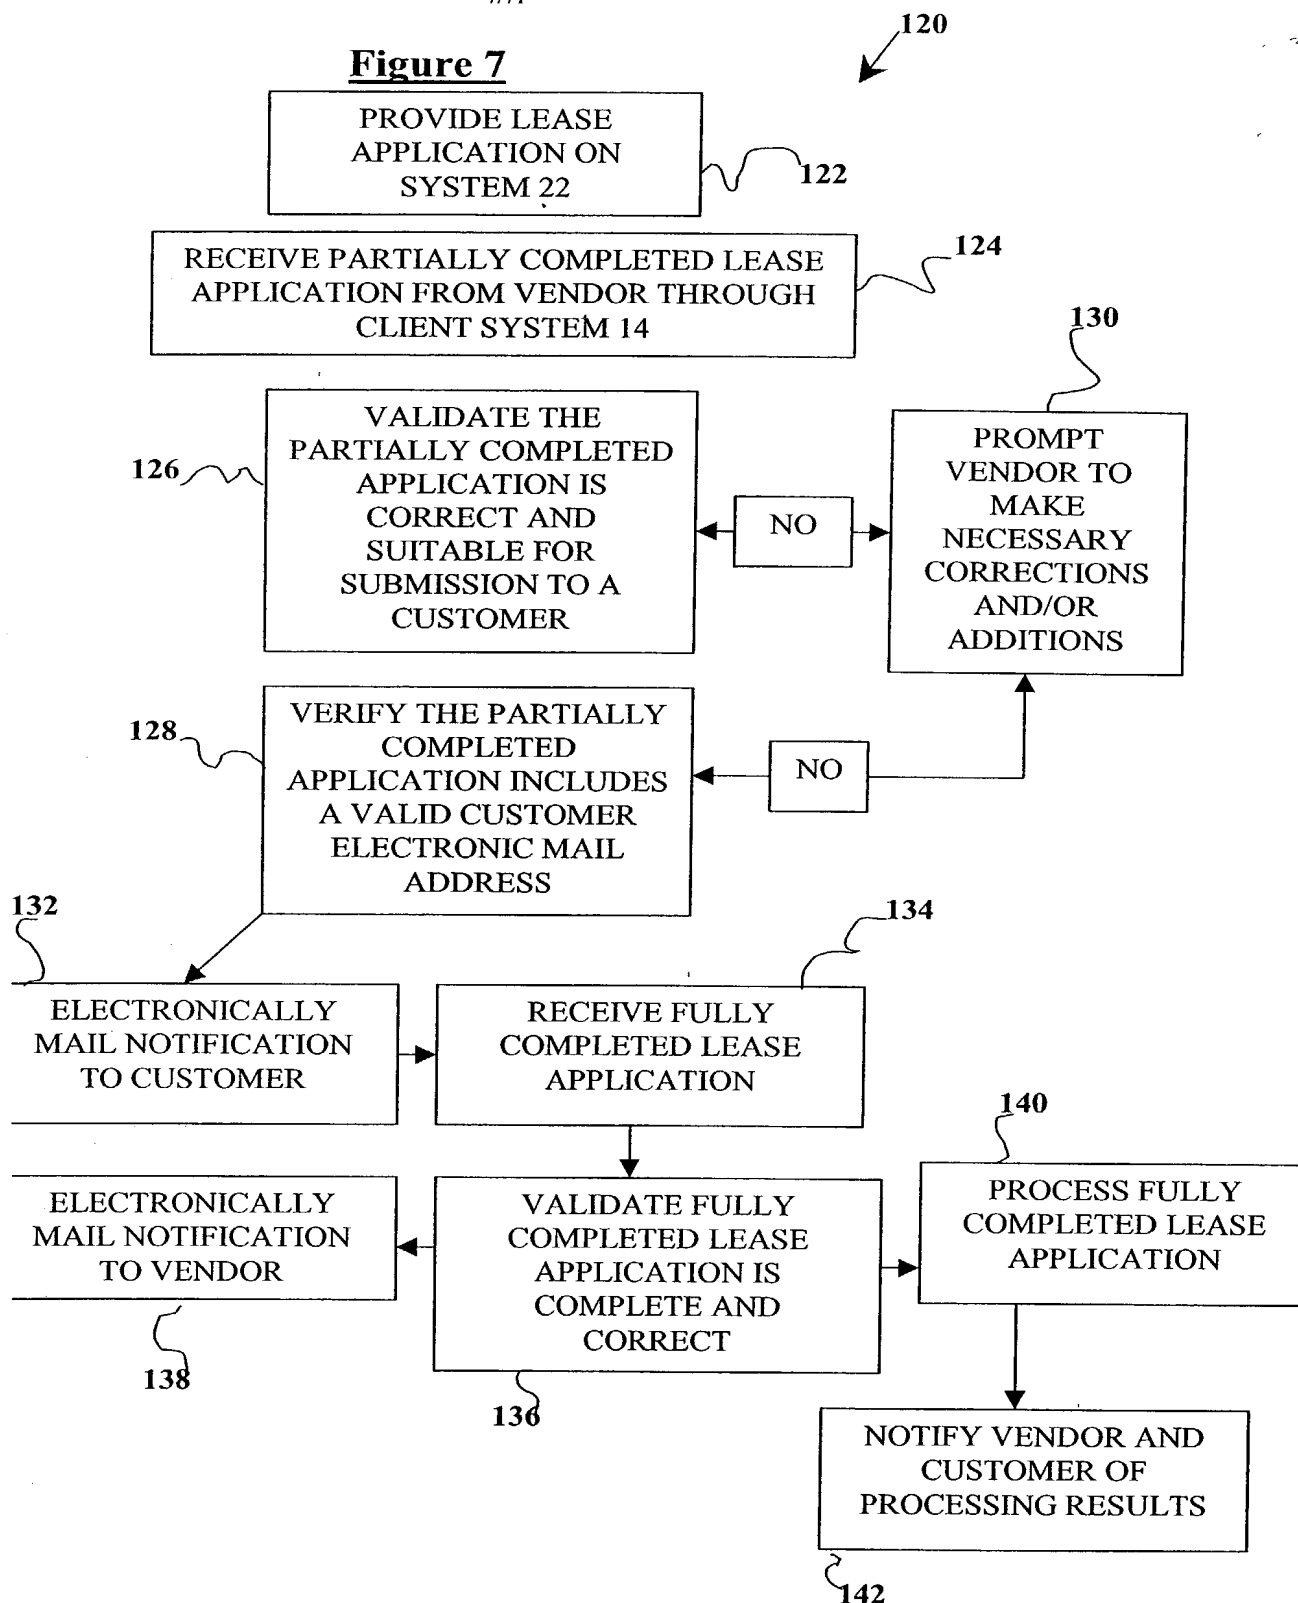 120
Figure 7
PROVIDE LEASE
APPLICATION ON
SYSTEM 22
122
RECEIVE PARTIALLY COMPLETED LEASE
APPLICATION FROM VENDOR THROUGH
CLIENT SYSTEM 14
124
130
VALIDATE THE
PARTIALLY COMPLETED
APPLICATION IS
CORRECT AND
SUITABLE FOR
SUBMISSION TO A
CUSTOMER
126
NO
PROMPT
VENDOR TO
MAKE
NECESSARY
CORRECTIONS
AND/OR
ADDITIONS
128
VERIFY THE PARTIALLY
COMPLETED
APPLICATION INCLUDES
A VALID CUSTOMER
ELECTRONIC MAIL
ADDRESS
NO
132
134
ELECTRONICALLY
MAIL NOTIFICATION
TO CUSTOMER
RECEIVE FULLY
COMPLETED LEASE
APPLICATION
140
ELECTRONICALLY
MAIL NOTIFICATION
TO VENDOR
VALIDATE FULLY
COMPLETED LEASE
APPLICATION IS
COMPLETE AND
CORRECT
PROCESS FULLY
COMPLETED LEASE
APPLICATION
138
136
NOTIFY VENDOR AND
CUSTOMER OF
PROCESSING RESULTS
142